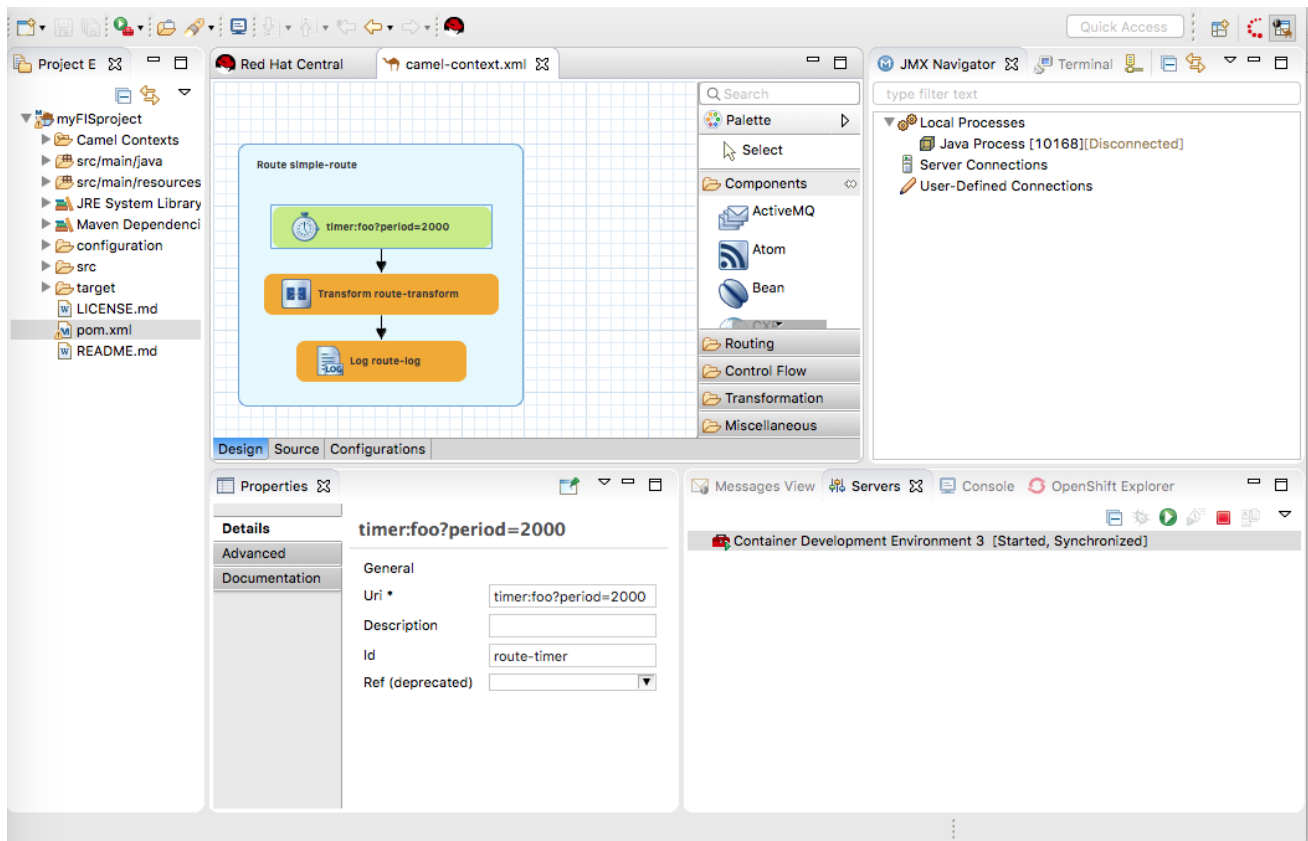 Quick Access
Project E
myFISproject
Camel Contexts
src/main/java
src/main/resources
JRE System Library
Maven Dependenci
configuration
src
target
LICENSE.md
pom.xml
README.md
Red Hat Central
camel-context.xml
Route simple-route
timer:foo?period=2000
Transform route-transform
LOG
Log route-log
Search
Palette
Select
Components
ActiveMQ
Atom
Bean
Routing
Control Flow
Transformation
Miscellaneous
Design Source Configurations
JMX Navigator Terminal
type filter text
Local Processes
Java Process [10168][Disconnected]
Server Connections
User-Defined Connections
Properties
Details
Advanced
Documentation
timer:foo?period=2000
General
Uri * timer:foo?period=2000
Description
Id route-timer
Ref (deprecated)
Messages View Servers Console OpenShift Explorer
Container Development Environment 3 [Started, Synchronized]